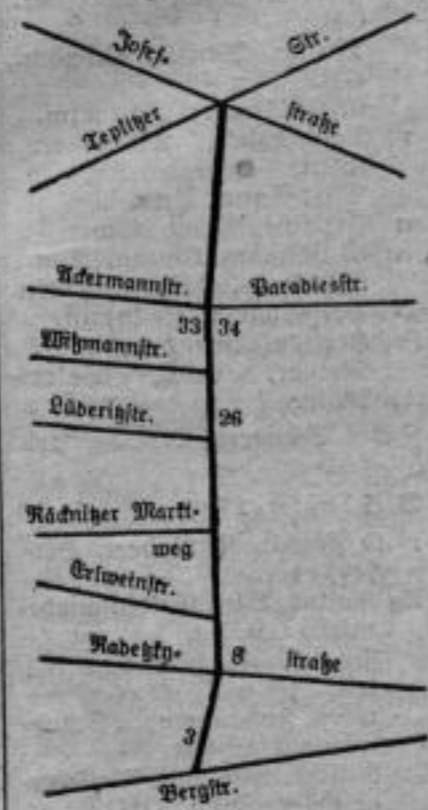 Josef- Str.
Teplitzer straße
Ackermannstr. Paradiesstr.
33 34
Wißmannstr.
Lüderitzstr.
26
Räcknitzer Markt-
weg
Erlweinstr.
Radetzky- 8 straße
3
Bergstr.